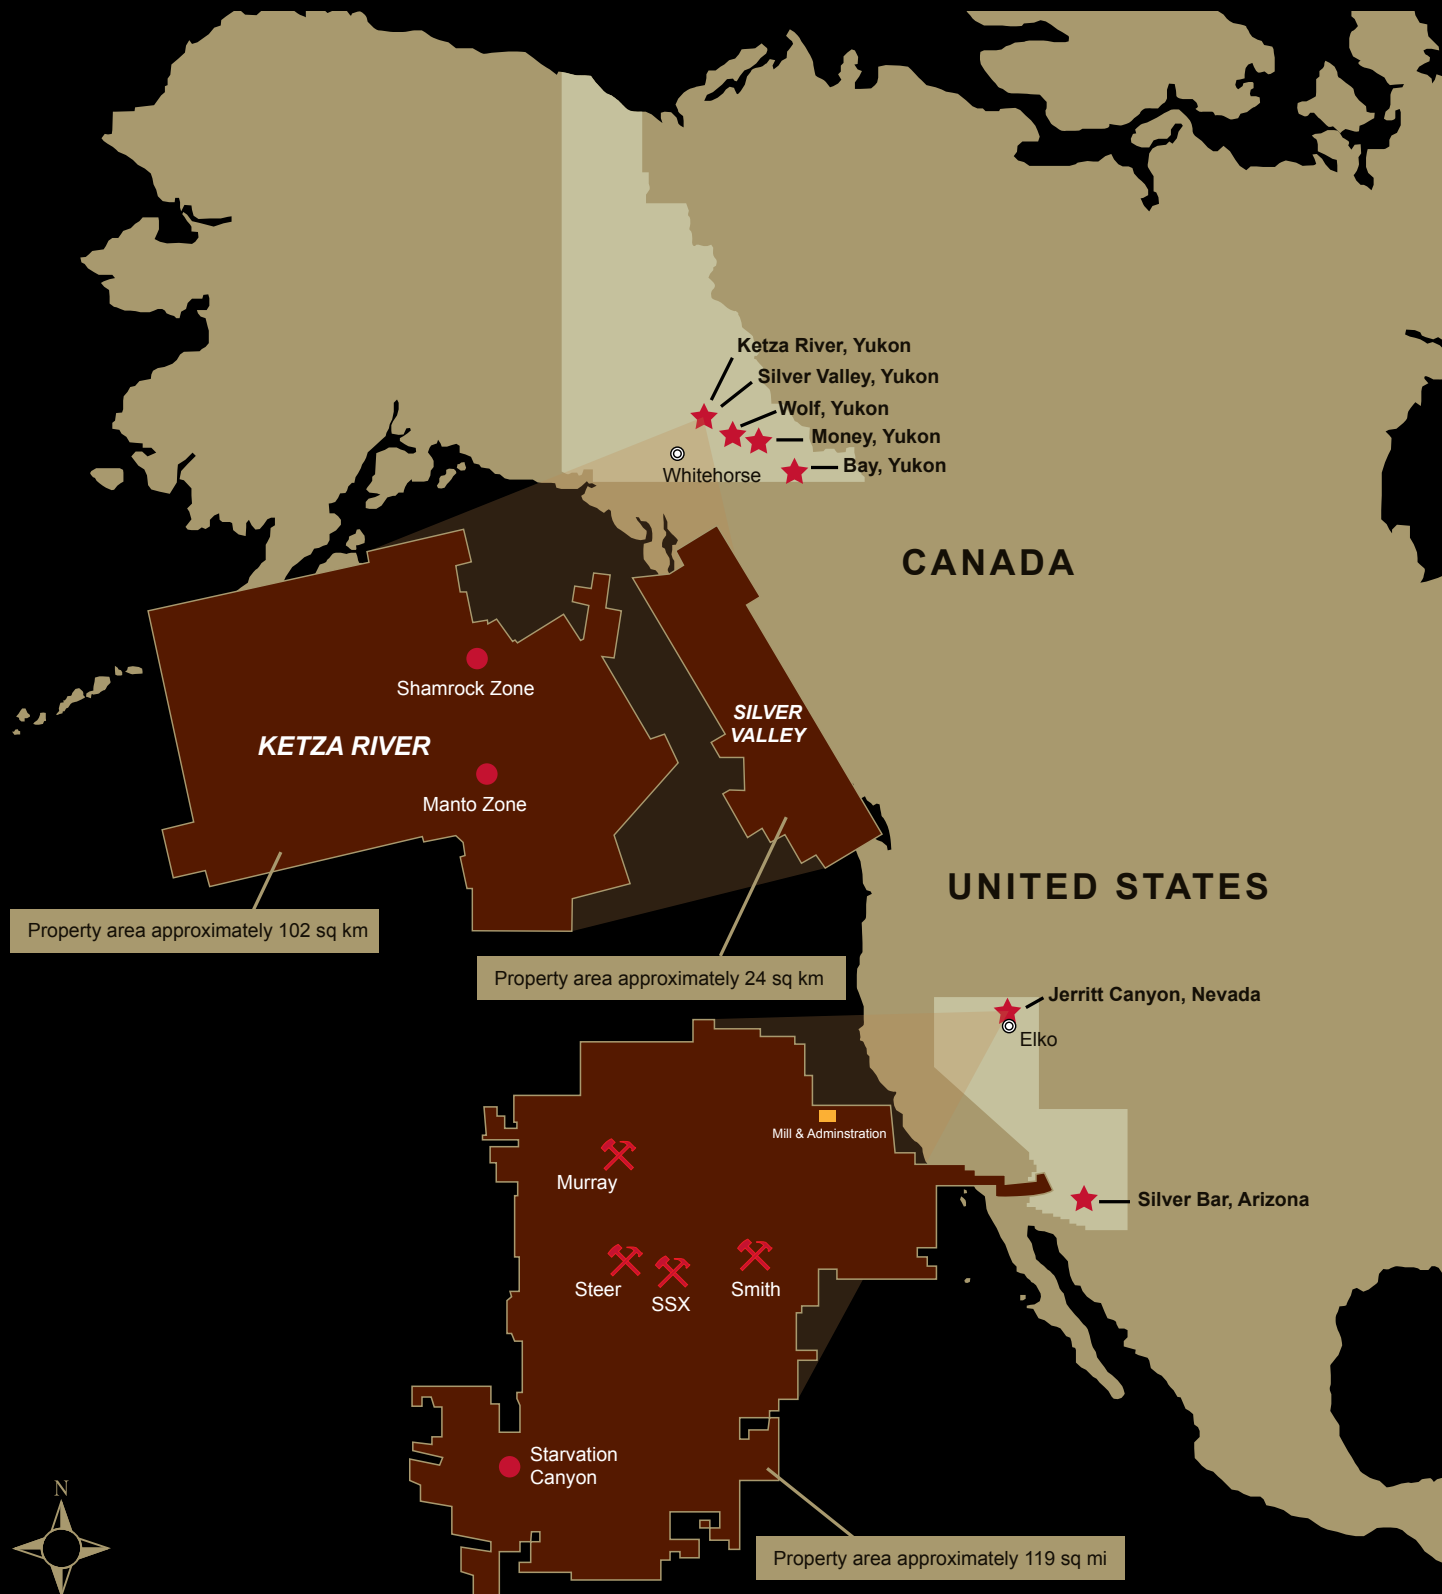 Ketza River, Yukon
Silver Valley, Yukon
Wolf, Yukon
Money, Yukon
Bay, Yukon
Whitehorse
CANADA
Shamrock Zone
KETZA RIVER
SILVER
VALLEY
Manto Zone
UNITED STATES
Property area approximately 102 sq km
Property area approximately 24 sq km
Jerritt Canyon, Nevada
Elko
Mill & Adminstration
Murray
Silver Bar, Arizona
Steer
SSX
Smith
Starvation
Canyon
N
Property area approximately 119 sq mi